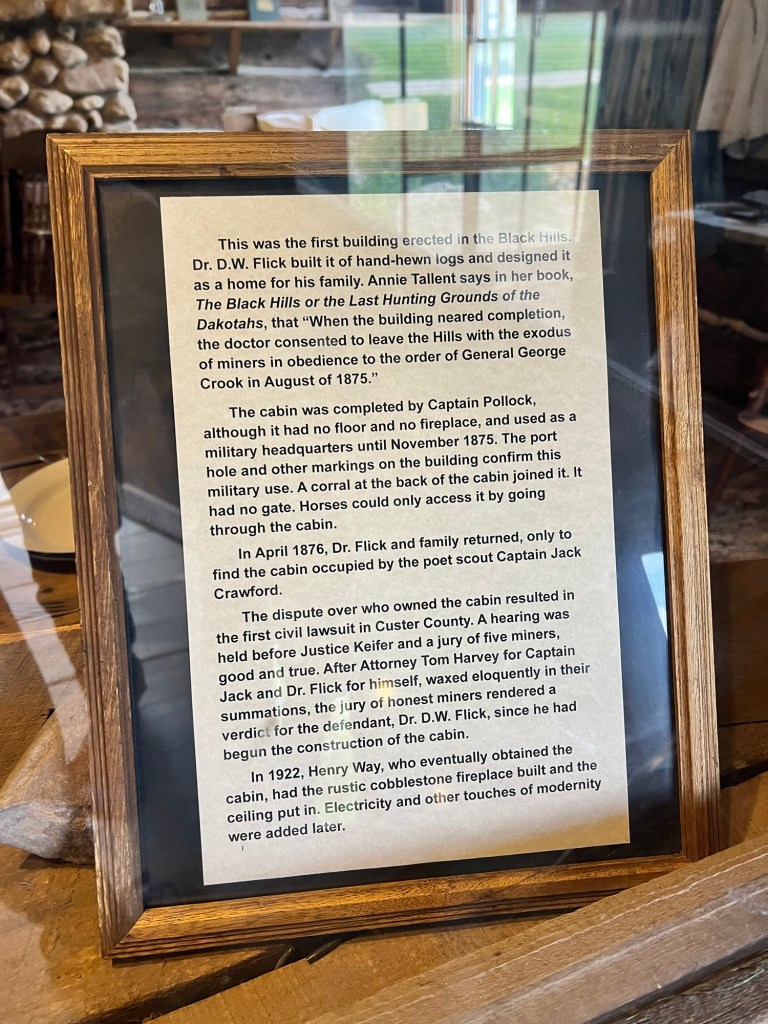 This was the first building erected in the Black Hills.
Dr. D.W. Flick built it of hand-hewn logs and designed it
as a home for his family. Annie Tallent says in her book,
The Black Hills or the Last Hunting Grounds of the
Dakotahs, that “When the building neared completion,
the doctor consented to leave the Hills with the exodus
of miners in obedience to the order of General George
Crook in August of 1875.”
The cabin was completed by Captain Pollock,
although it had no floor and no fireplace, and used as a
military headquarters until November 1875. The port
hole and other markings on the building confirm this
military use. A corral at the back of the cabin joined it. It
had no gate. Horses could only access it by going
through the cabin.
In April 1876, Dr. Flick and family returned, only to
find the cabin occupied by the poet scout Captain Jack
Crawford.
The dispute over who owned the cabin resulted in
the first civil lawsuit in Custer County. A hearing was
held before Justice Keifer and a jury of five miners,
good and true. After Attorney Tom Harvey for Captain
Jack and Dr. Flick for himself, waxed eloquently in their
summations, the jury of honest miners rendered a
verdict for the defendant, Dr. D.W. Flick, since he had
begun the construction of the cabin.
In 1922, Henry Way, who eventually obtained the
cabin, had the rustic cobblestone fireplace built and the
ceiling put in. Electricity and other touches of modernity
were added later.